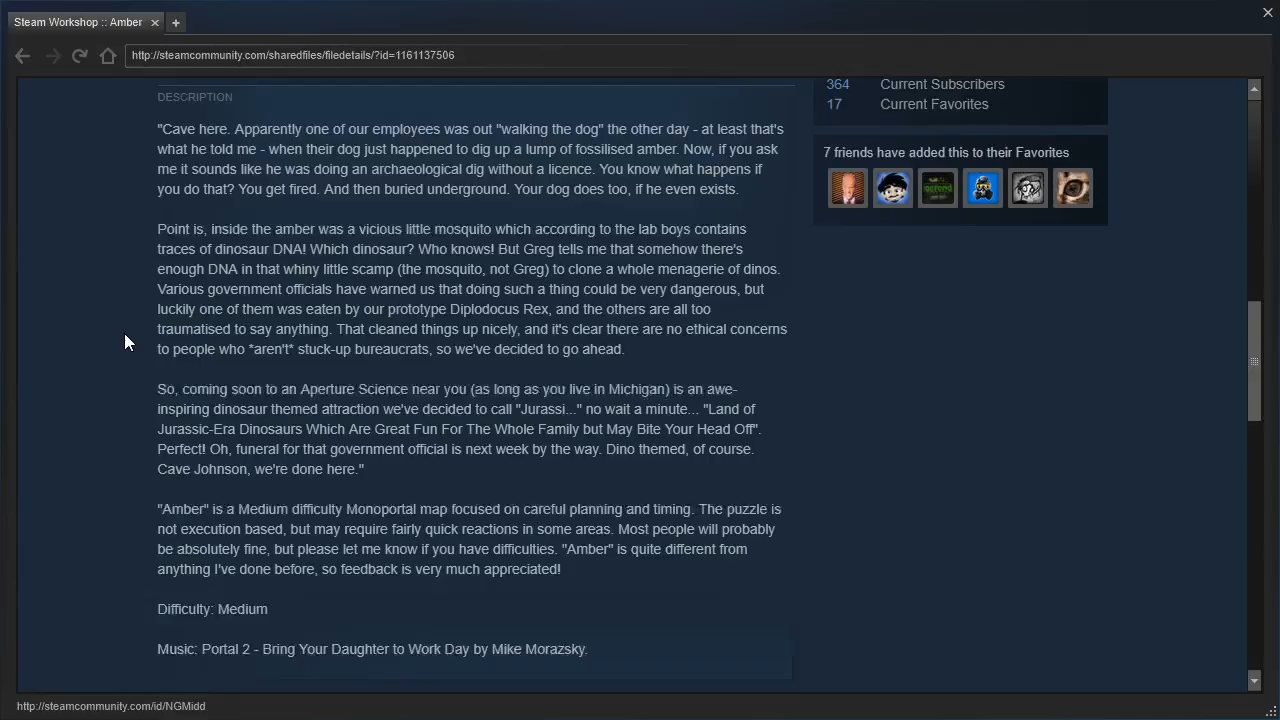 Steam Workshop :: Amber
http://steamcommunity.com/sharedfiles/filedetails/?id=1161137506
364 Current Subscribers
17 Current Favorites
7 friends have added this to their Favorites
DESCRIPTION
"Cave here. Apparently one of our employees was out "walking the dog" the other day - at least that's
what he told me - when their dog just happened to dig up a lump of fossilised amber. Now, if you ask
me it sounds like he was doing an archaeological dig without a licence. You know what happens if
you do that? You get fired. And then buried underground. Your dog does too, if he even exists.
Point is, inside the amber was a vicious little mosquito which according to the lab boys contains
traces of dinosaur DNA! Which dinosaur? Who knows! But Greg tells me that somehow there's
enough DNA in that whiny little scamp (the mosquito, not Greg) to clone a whole menagerie of dinos.
Various government officials have warned us that doing such a thing could be very dangerous, but
luckily one of them was eaten by our prototype Diplodocus Rex, and the others are all too
traumatised to say anything. That cleaned things up nicely, and it's clear there are no ethical concerns
to people who *aren't* stuck-up bureaucrats, so we've decided to go ahead.
So, coming soon to an Aperture Science near you (as long as you live in Michigan) is an awe-
inspiring dinosaur themed attraction we've decided to call "Jurassi..." no wait a minute... "Land of
Jurassic-Era Dinosaurs Which Are Great Fun For The Whole Family but May Bite Your Head Off".
Perfect! Oh, funeral for that government official is next week by the way. Dino themed, of course.
Cave Johnson, we're done here."
"Amber" is a Medium difficulty Monoportal map focused on careful planning and timing. The puzzle is
not execution based, but may require fairly quick reactions in some areas. Most people will probably
be absolutely fine, but please let me know if you have difficulties. "Amber" is quite different from
anything I've done before, so feedback is very much appreciated!
Difficulty: Medium
Music: Portal 2 - Bring Your Daughter to Work Day by Mike Morazsky.
http://steamcommunity.com/id/NGMidd